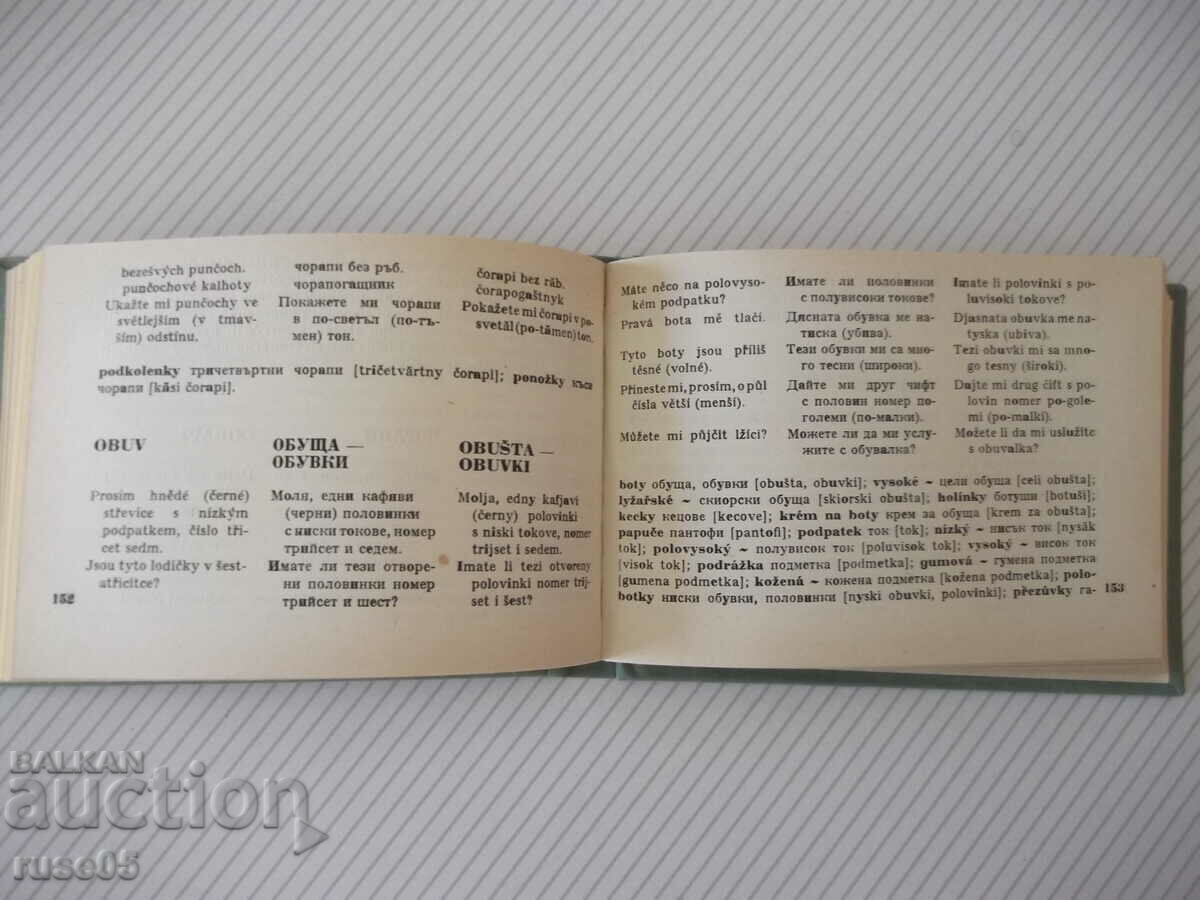 bezešvých punčoch.
punčochové kalhoty
Ukažte mi punčochy ve
světlejším (v tmav-
ším) odstínu.
чорапи без ръб.
чорапогащник
Покажете ми чорапи
в по-светъл (по-тъ-
мен) тон.
čorapi bez răb.
čorapogaštnyk
Pokažete mi čorapi v po-
svetăl (po-tămen) ton.
podkolenky тричетвъртни чорапи [tričetvărtny čorapi]; ponožky къси
чорапи [kăsi čorapi].
OBUV
ОБУЩА —
ОБУВКИ
OBUŠTA —
OBUVKI
Prosím hnědé (černé)
střevíce s nízkým
podpatkem, číslo tři-
cet sedm.
Jsou tyto lodičky v šest-
atřicítce?
Моля, едни кафяви
(черни) половинки
с ниски токове, номер
трийсет и седем.
Имате ли тези отворе-
ни половинки номер
трийсет и шест?
Molja, edny kafjavi
(černy) polovinki
s niski tokove, nomer
trijset i sedem.
Imate li tezi otvoreny
polovinki nomer trij-
set i šest?
152
Máte něco na polovyso-
kém podpatku?
Pravá bota mě tlačí.
Tyto boty jsou příliš
těsné (volné).
Přineste mi, prosím, o půl
čísla větší (menší).
Můžete mi půjčit lžíci?
Имате ли половинки
с полувисоки токове?
Дясната обувка ме на-
тиска (убива).
Тези обувки ми са мно-
го тесни (широки).
Дайте ми друг чифт
с половин номер по-
големи (по-малки).
Можете ли да ми услу-
жите с обувалка?
Imate li polovinki s po-
luvisoki tokove?
Djasnata obuvka me na-
tyska (ubiva).
Tezi obuvki mi sa mno-
go tesny (široki).
Dajte mi drug čift s po-
lovin nomer po-gole-
mi (po-malki).
Možete li da mi uslužite
s obuvalka?
boty обуща, обувки [obušta, obuvki]; vysoké ~ цели обуща [celi obušta];
lyžařské ~ скиорски обуща [skiorski obušta]; holínky ботуши [botuši];
kecky кецове [kecove]; krém na boty крем за обуща [krem za obušta];
papuče пантофи [pantofi]; podpatek ток [tok]; nízký ~ нисък ток [nysăk
tok]; polovysoký ~ полувисок ток [poluvisok tok]; vysoký ~ висок ток
[visok tok]; podrážka подметка [podmetka]; gumová ~ гумена подметка
[gumena podmetka]; kožená ~ кожена подметка [kožena podmetka]; polo-
botky ниски обувки, половинки [nyski obuvki, polovinki]; přezůvky га-
153
BALKAN
auction
ruse05